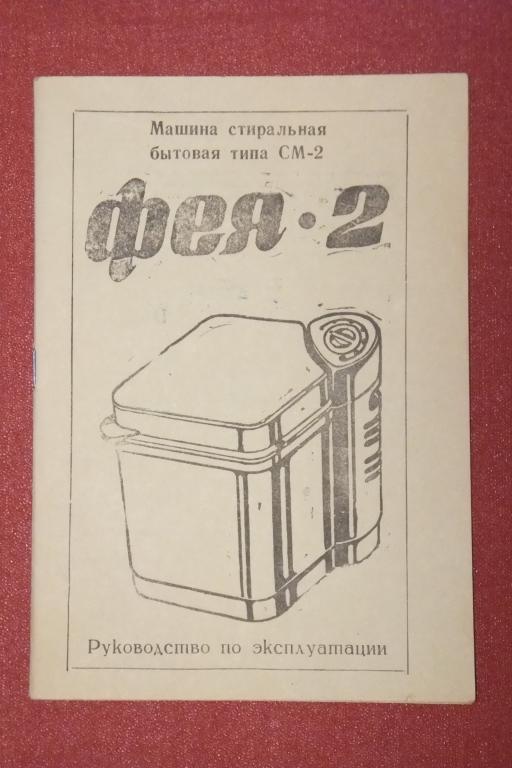 Машина стиральная
бытовая типа СМ-2
фея·2
Руководство по эксплуатации